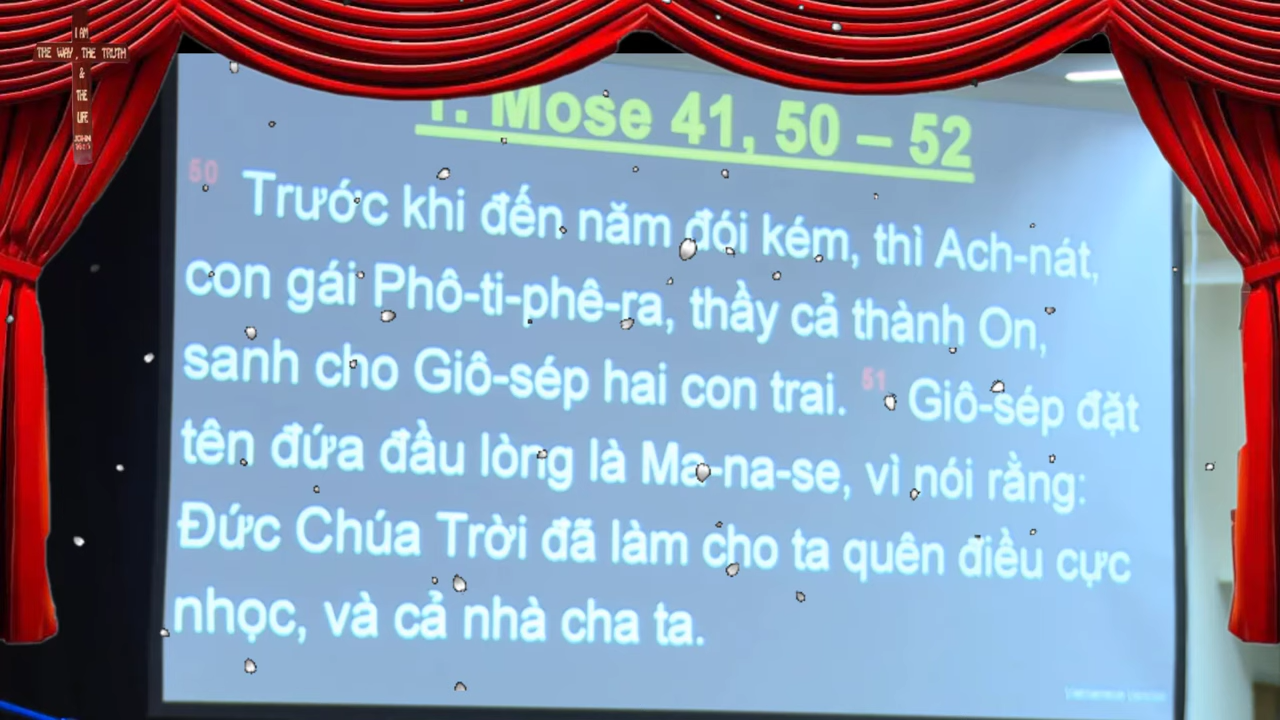 I AM
THE WAY, THE TRUTH
&
THE
LIFE
1. Mose 41, 50 – 52
50 Trước khi đến năm đói kém, thì Ach-nát,
con gái Phô-ti-phê-ra, thầy cả thành On,
sanh cho Giô-sép hai con trai. 51 Giô-sép đặt
tên đứa đầu lòng là Ma-na-se, vì nói rằng:
Đức Chúa Trời đã làm cho ta quên điều cực
nhọc, và cả nhà cha ta.